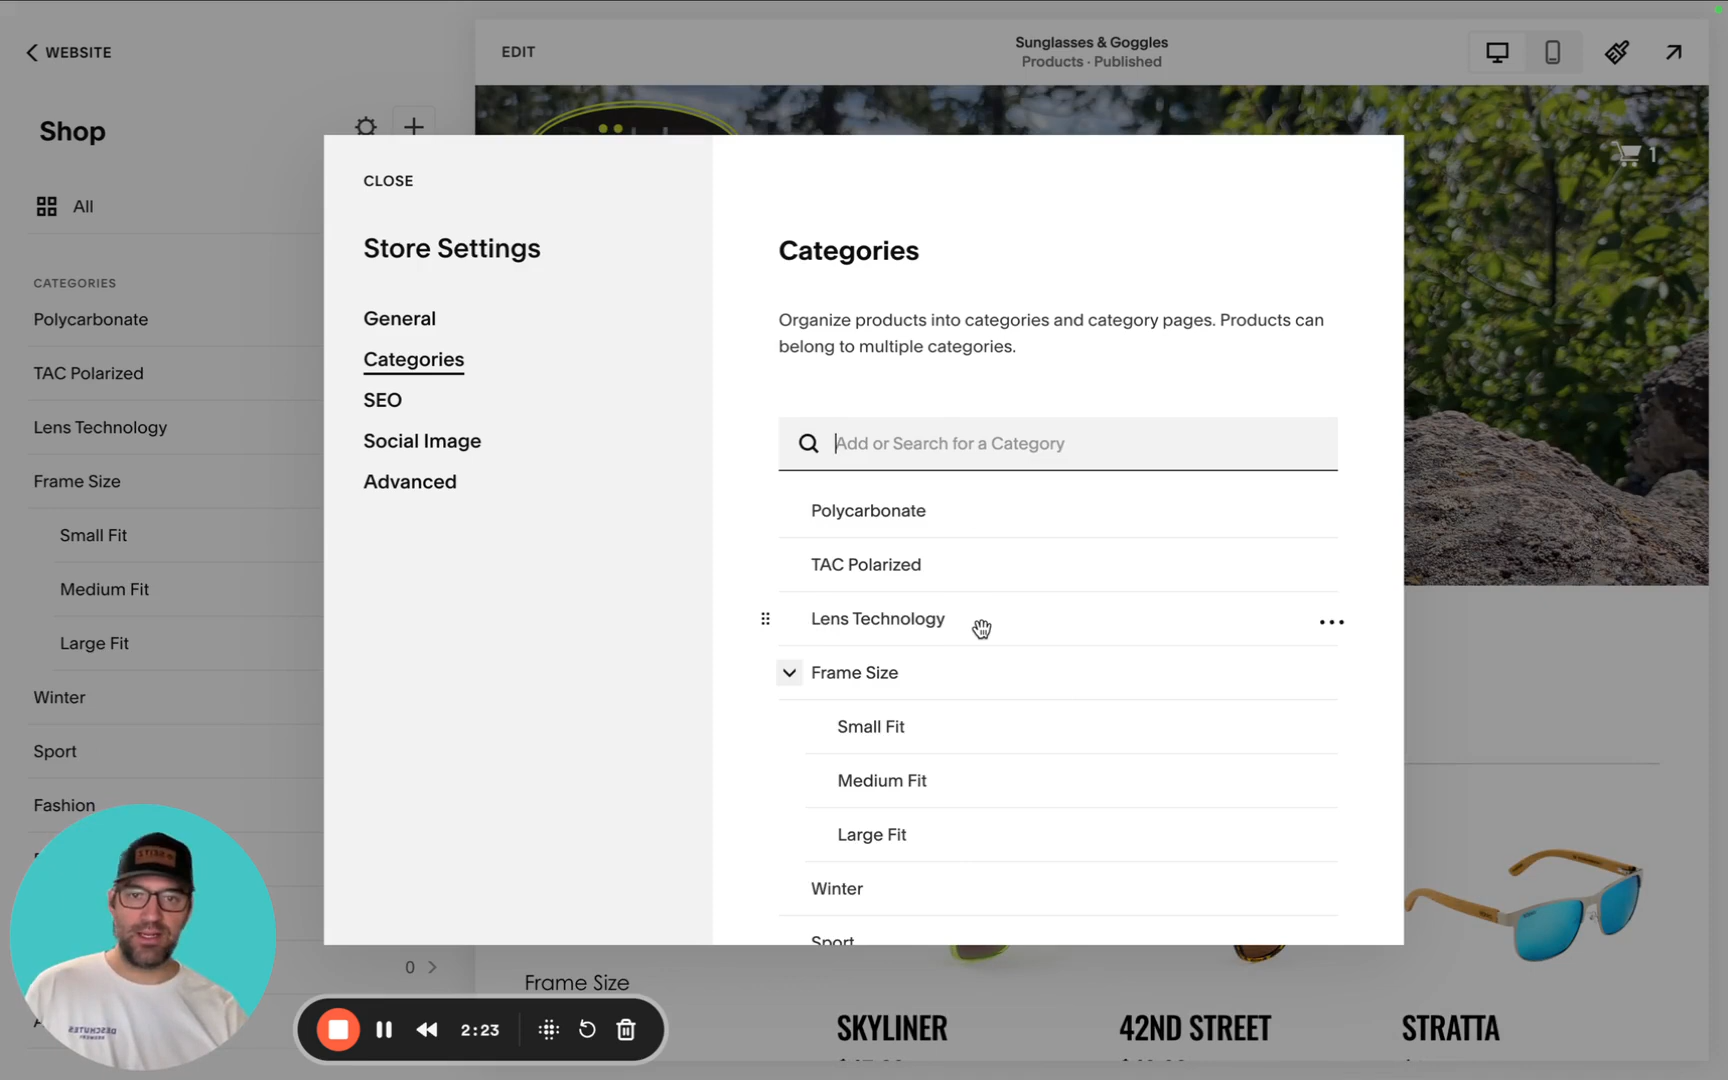 WEBSITE
Shop
All
CATEGORIES
Polycarbonate
TAC Polarized
Lens Technology
Frame Size
Small Fit
Medium Fit
Large Fit
Winter
Sport
Fashion
0
EDIT
Sunglasses & Goggles
Products · Published
1
CLOSE
Store Settings
General
Categories
SEO
Social Image
Advanced
Categories
Organize products into categories and category pages. Products can
belong to multiple categories.
Add or Search for a Category
Polycarbonate
TAC Polarized
Lens Technology
Frame Size
Small Fit
Medium Fit
Large Fit
Winter
Sport
Frame Size
SKYLINER
42ND STREET
STRATTA
2:23
DESCHUTES
BREWERY